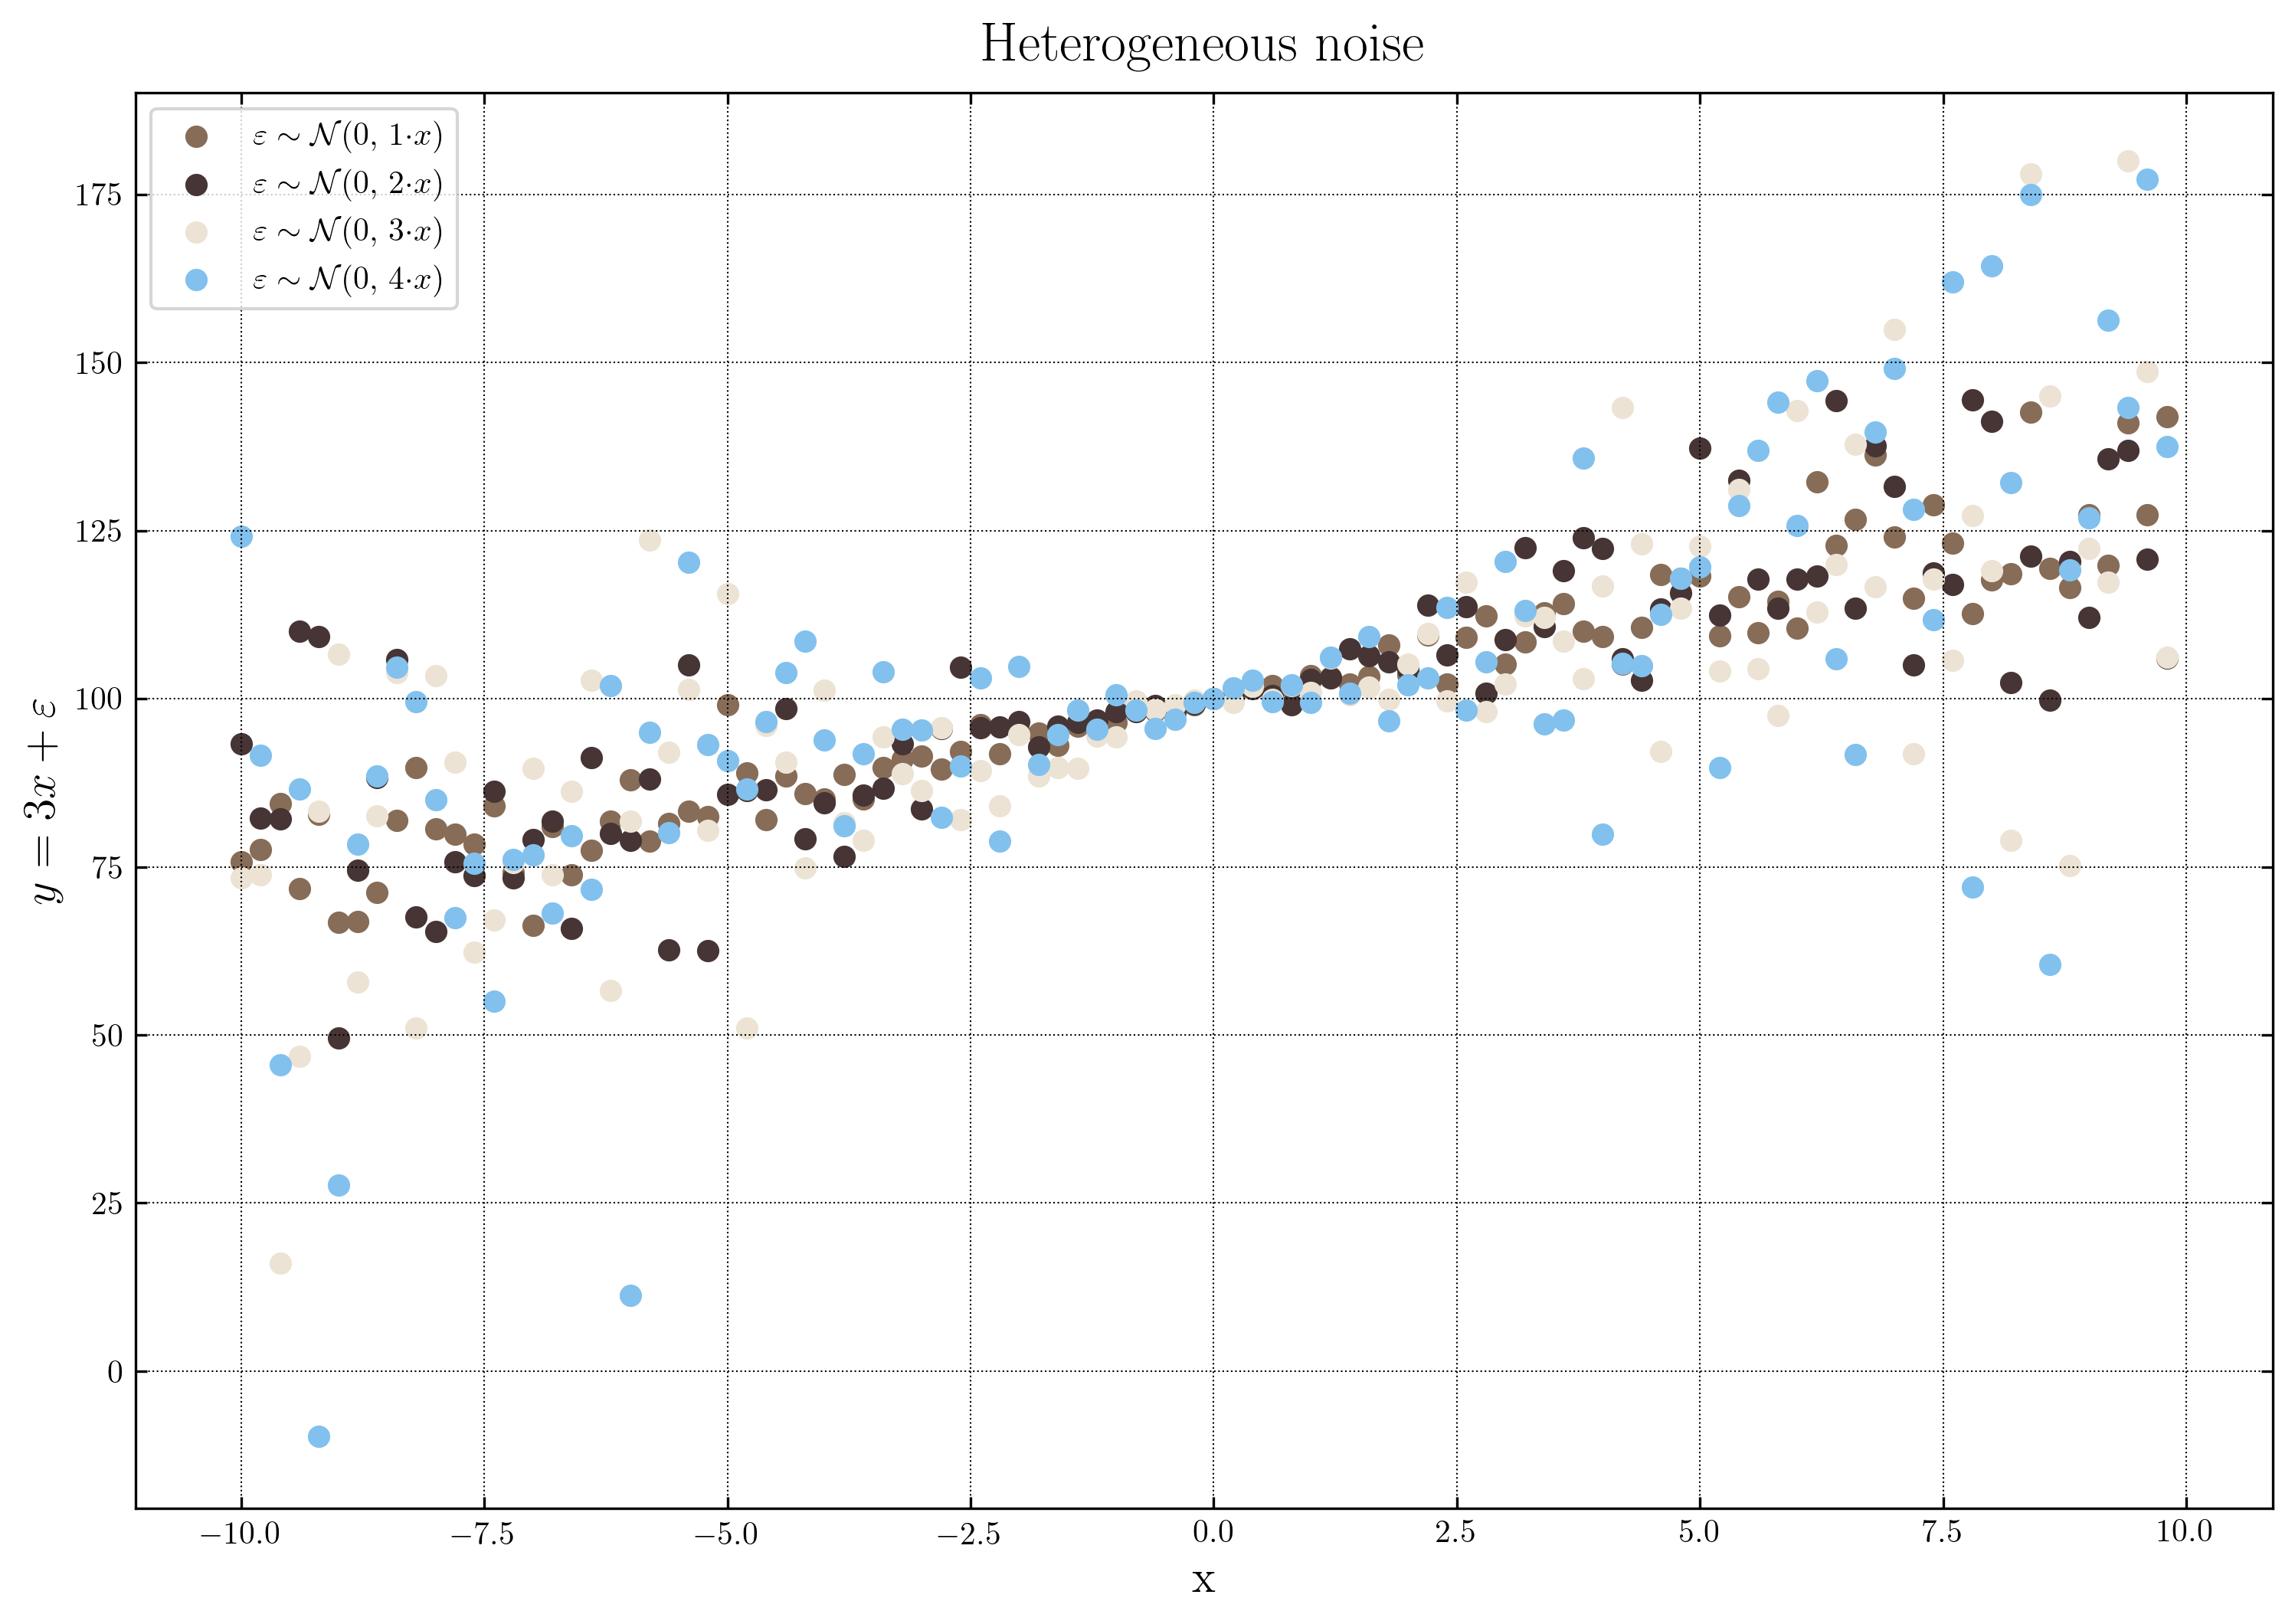 Heterogeneous noise
ε ∼ 𝒩(0, 1·x)
ε ∼ 𝒩(0, 2·x)
ε ∼ 𝒩(0, 3·x)
ε ∼ 𝒩(0, 4·x)
175
150
125
100
75
50
25
0
y = 3x + ε
−10.0 −7.5 −5.0 −2.5 0.0 2.5 5.0 7.5 10.0
x